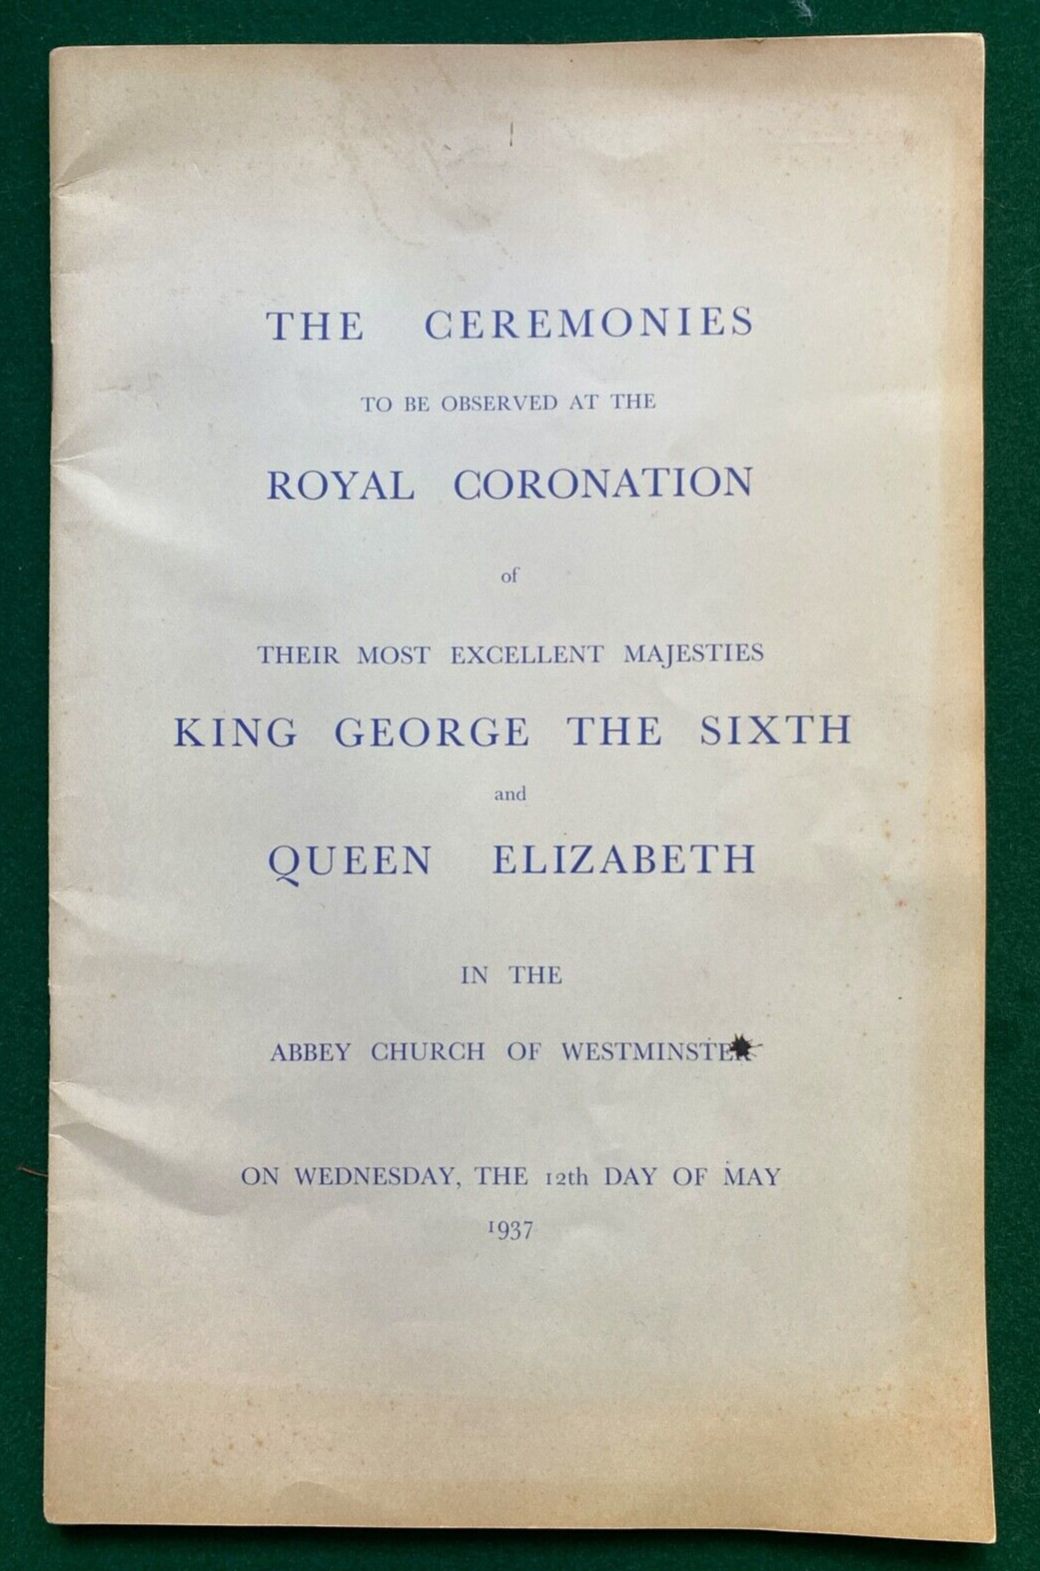 THE CEREMONIES
TO BE OBSERVED AT THE
ROYAL CORONATION
of
THEIR MOST EXCELLENT MAJESTIES
KING GEORGE THE SIXTH
and
QUEEN ELIZABETH
IN THE
ABBEY CHURCH OF WESTMINSTER
ON WEDNESDAY, THE 12th DAY OF MAY
1937